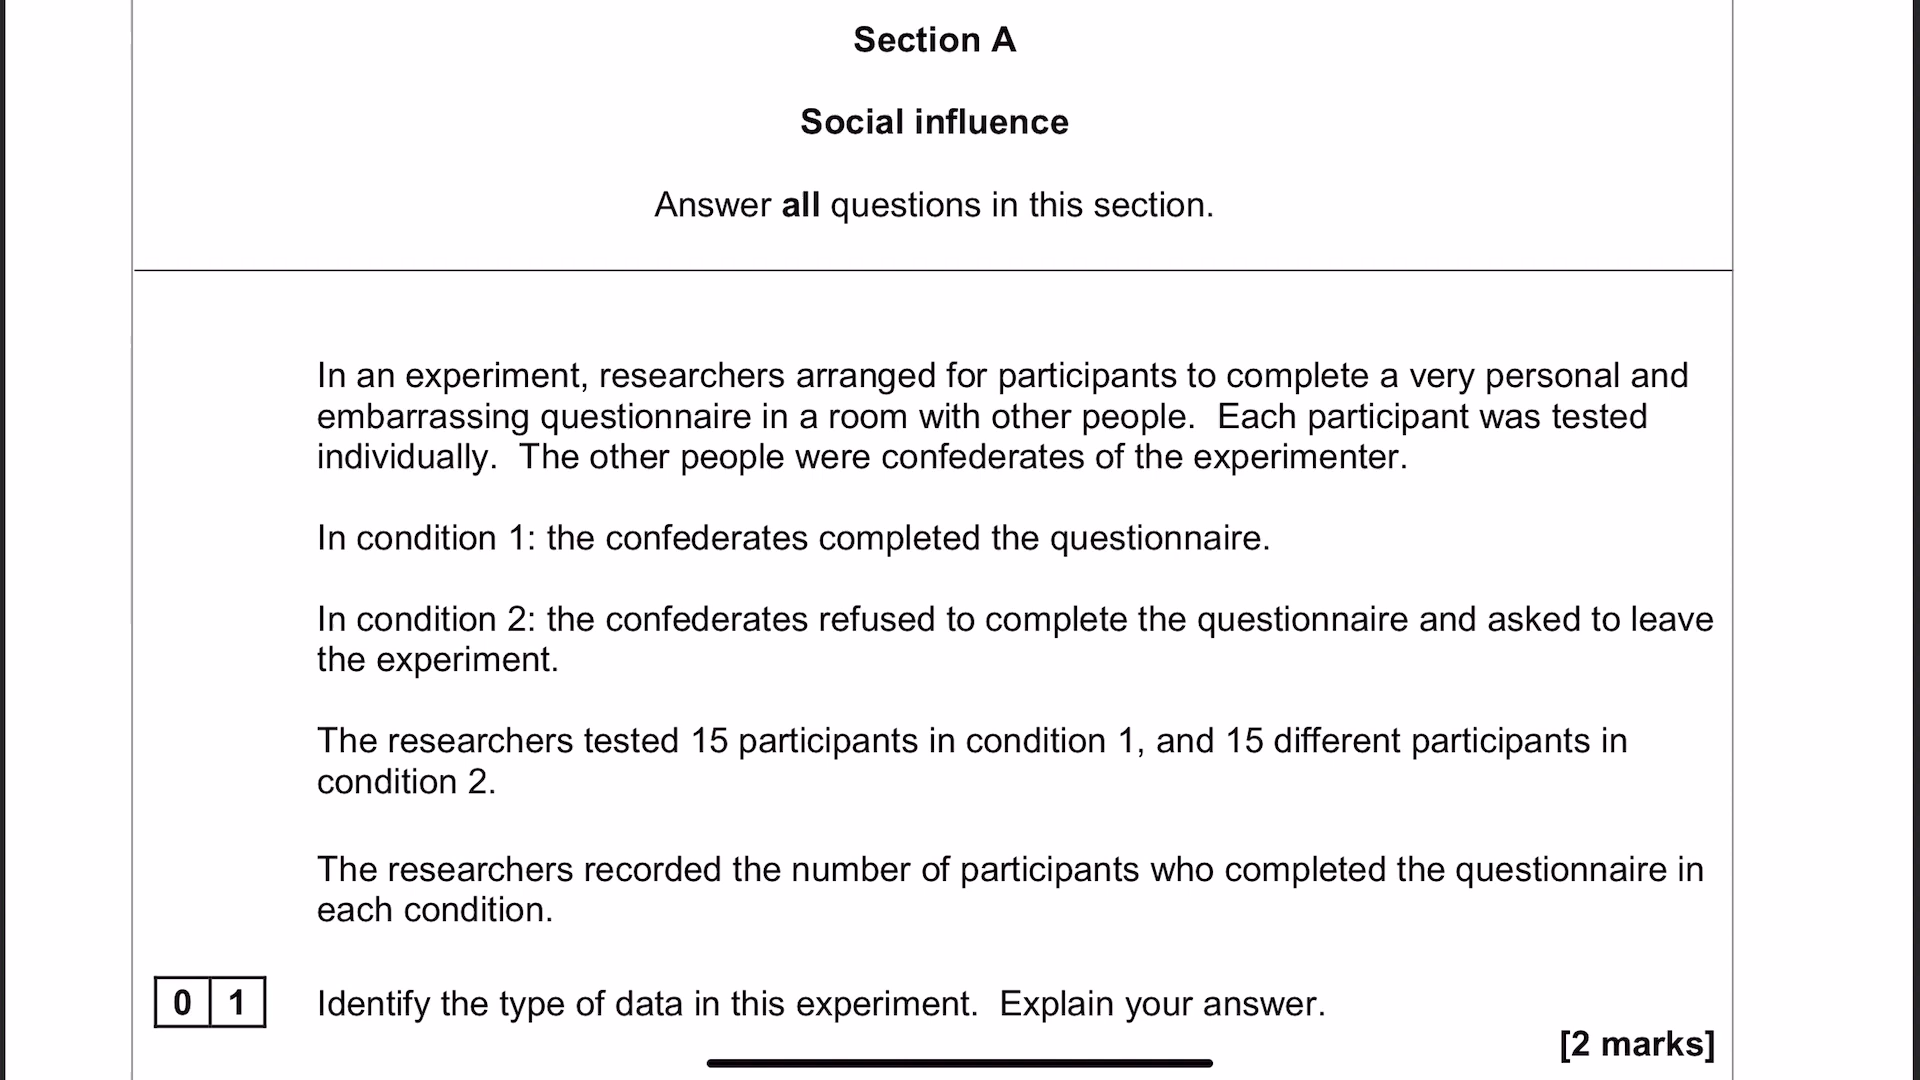 Section A
Social influence
Answer all questions in this section.
In an experiment, researchers arranged for participants to complete a very personal and
embarrassing questionnaire in a room with other people.  Each participant was tested
individually.  The other people were confederates of the experimenter.
In condition 1: the confederates completed the questionnaire.
In condition 2: the confederates refused to complete the questionnaire and asked to leave
the experiment.
The researchers tested 15 participants in condition 1, and 15 different participants in
condition 2.
The researchers recorded the number of participants who completed the questionnaire in
each condition.
0 1 Identify the type of data in this experiment.  Explain your answer.
[2 marks]